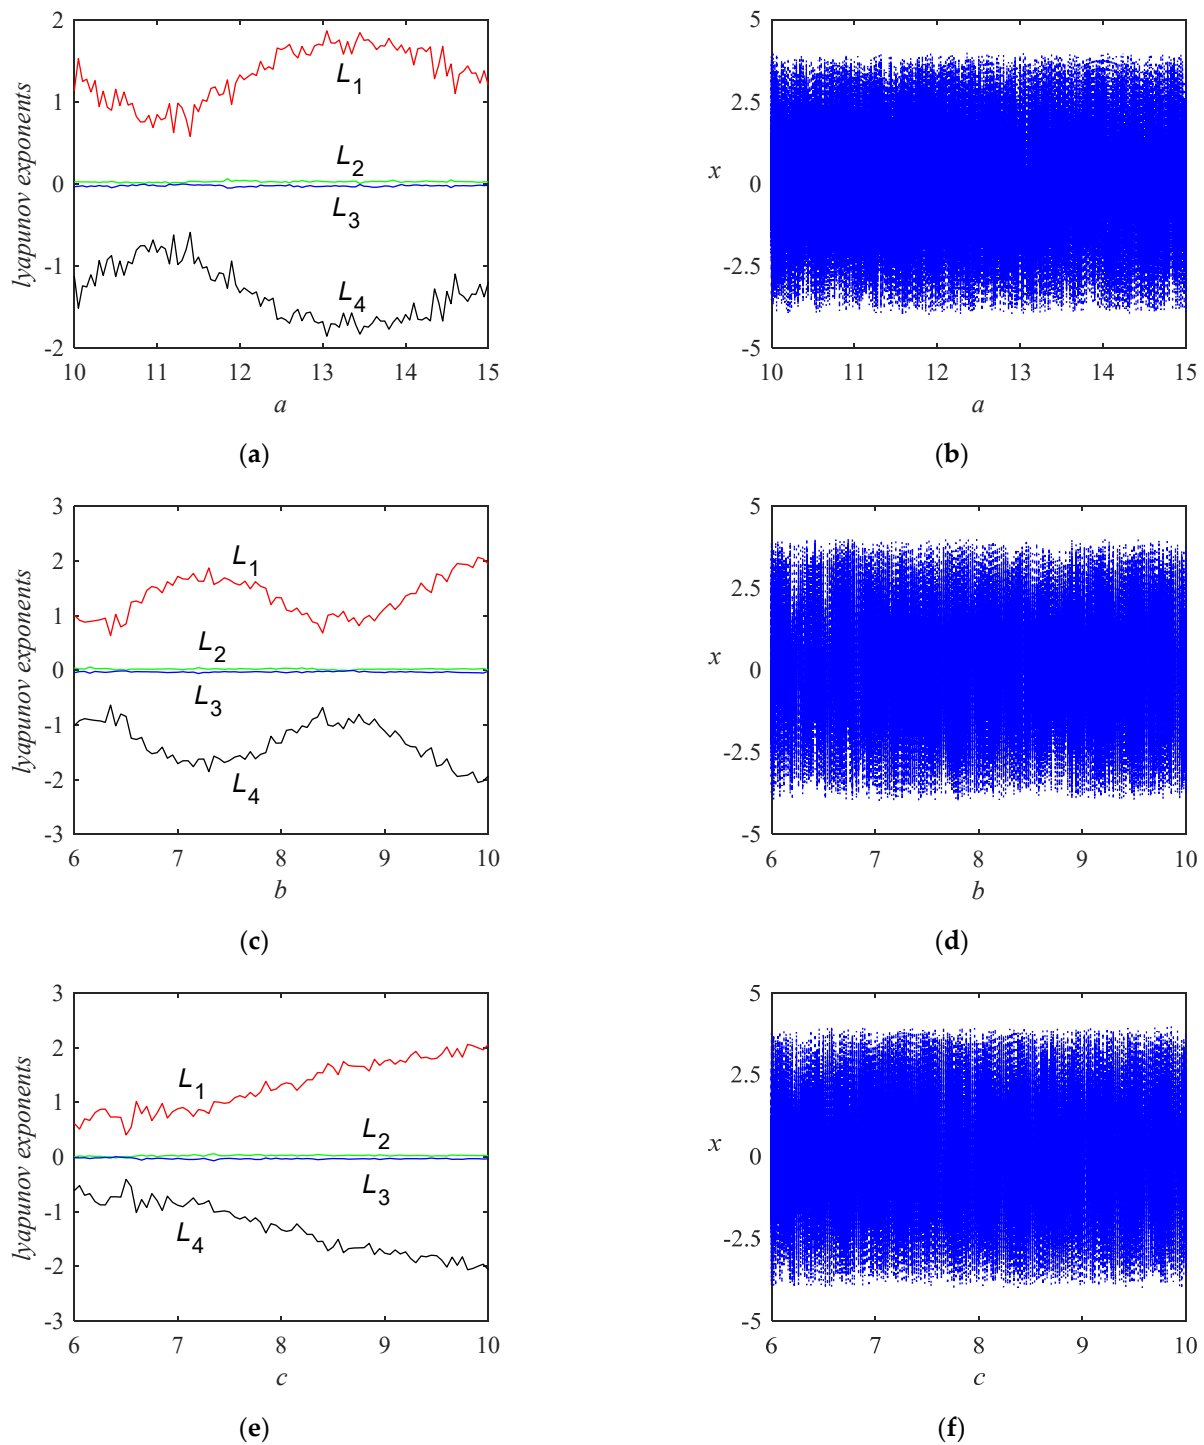 lyapunov exponents
2
1
0
-1
-2
L1
L2
L3
L4
10 11 12 13 14 15
a
(a)
x
5
2.5
0
-2.5
-5
10 11 12 13 14 15
a
(b)
lyapunov exponents
3
2
1
0
-1
-2
-3
L1
L2
L3
L4
6 7 8 9 10
b
(c)
x
5
2.5
0
-2.5
-5
6 7 8 9 10
b
(d)
lyapunov exponents
3
2
1
0
-1
-2
-3
L1
L2
L3
L4
6 7 8 9 10
c
(e)
x
5
2.5
0
-2.5
-5
6 7 8 9 10
c
(f)